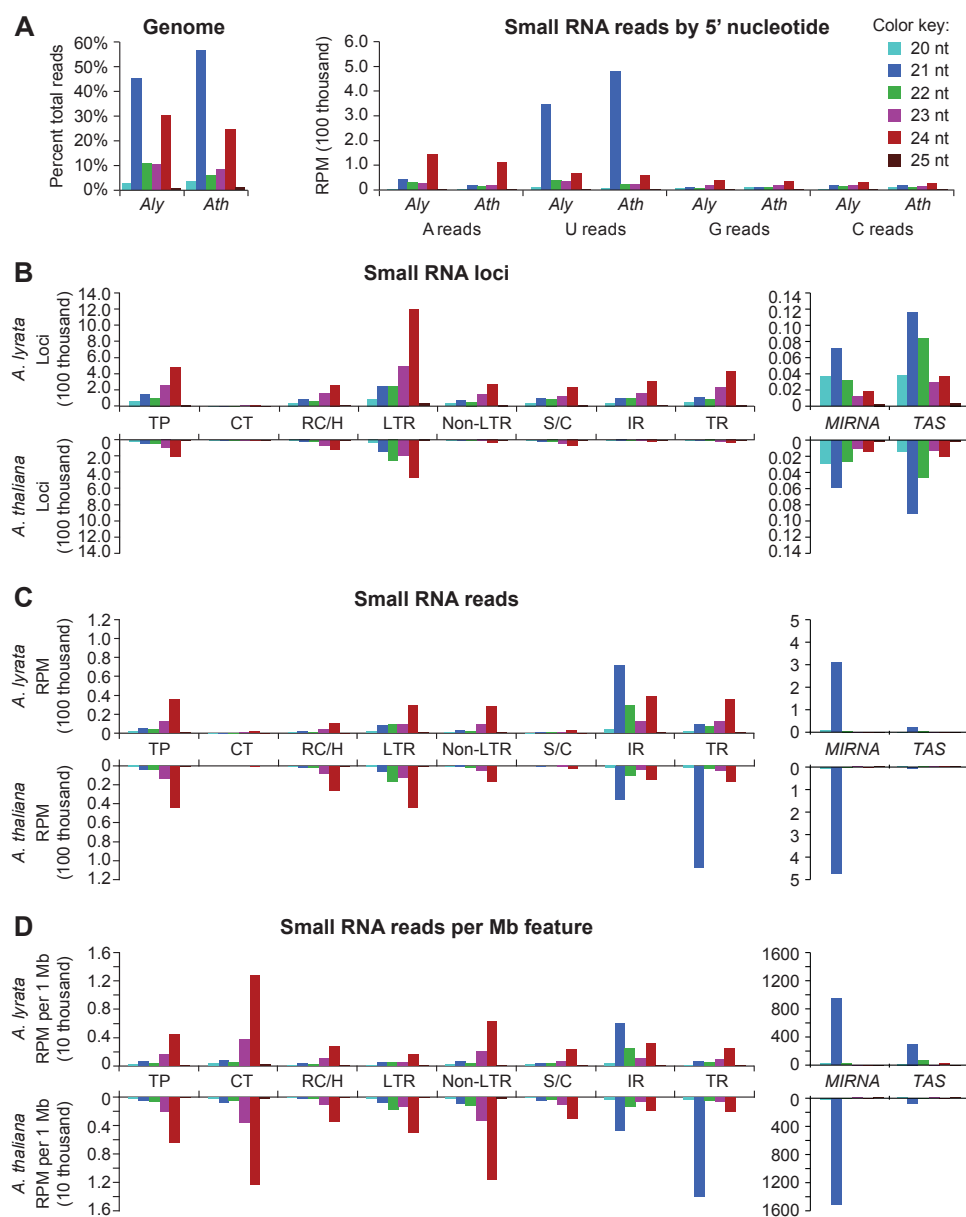 A
Genome
Small RNA reads by 5' nucleotide
Color key:
20 nt
21 nt
22 nt
23 nt
24 nt
25 nt
Percent total reads
60%
50%
40%
30%
20%
10%
0%
Aly Ath
RPM (100 thousand)
6.0
5.0
4.0
3.0
2.0
1.0
0
Aly Ath Aly Ath Aly Ath Aly Ath
A reads U reads G reads C reads
B
Small RNA loci
A. lyrata
Loci
(100 thousand)
14.0
12.0
10.0
8.0
6.0
4.0
2.0
0
0.14
0.12
0.10
0.08
0.06
0.04
0.02
0
TP CT RC/H LTR Non-LTR S/C IR TR MIRNA TAS
A. thaliana
Loci
(100 thousand)
0
2.0
4.0
6.0
8.0
10.0
12.0
14.0
0
0.02
0.04
0.06
0.08
0.10
0.12
0.14
C
Small RNA reads
A. lyrata
RPM
(100 thousand)
1.2
1.0
0.8
0.6
0.4
0.2
0
5
4
3
2
1
0
TP CT RC/H LTR Non-LTR S/C IR TR MIRNA TAS
A. thaliana
RPM
(100 thousand)
0
0.2
0.4
0.6
0.8
1.0
1.2
0
1
2
3
4
5
D
Small RNA reads per Mb feature
A. lyrata
RPM per 1 Mb
(10 thousand)
1.6
1.2
0.8
0.4
0
1600
1200
800
400
0
TP CT RC/H LTR Non-LTR S/C IR TR MIRNA TAS
A. thaliana
RPM per 1 Mb
(10 thousand)
0
0.4
0.8
1.2
1.6
0
400
800
1200
1600